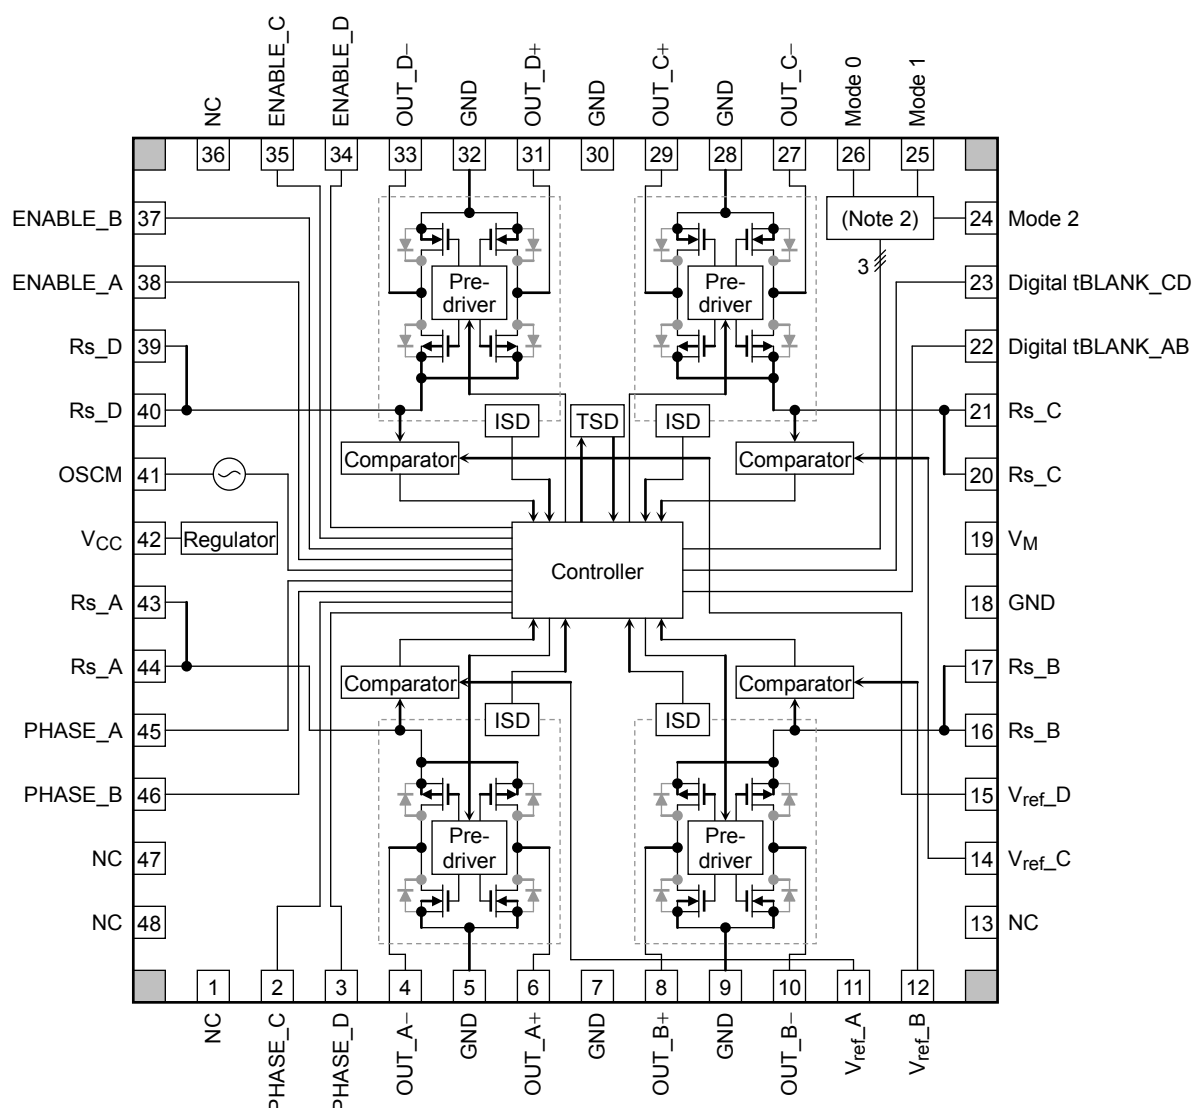 NC
ENABLE_C
ENABLE_D
OUT_D−
GND
OUT_D+
GND
OUT_C+
GND
OUT_C−
Mode 0
Mode 1
36
35
34
33
32
31
30
29
28
27
26
25
ENABLE_B 37
(Note 2)
24 Mode 2
ENABLE_A 38
3
23 Digital tBLANK_CD
Pre-
driver
Pre-
driver
Rs_D 39
22 Digital tBLANK_AB
Rs_D 40
ISD
TSD
ISD
21 Rs_C
Comparator
Comparator
OSCM 41
20 Rs_C
VCC 42
Regulator
19 VM
Controller
Rs_A 43
18 GND
Rs_A 44
Comparator
Comparator
17 Rs_B
ISD
ISD
PHASE_A 45
16 Rs_B
PHASE_B 46
15 Vref_D
Pre-
driver
Pre-
driver
NC 47
14 Vref_C
NC 48
13 NC
1
2
3
4
5
6
7
8
9
10
11
12
NC
PHASE_C
PHASE_D
OUT_A−
GND
OUT_A+
GND
OUT_B+
GND
OUT_B−
Vref_A
Vref_B